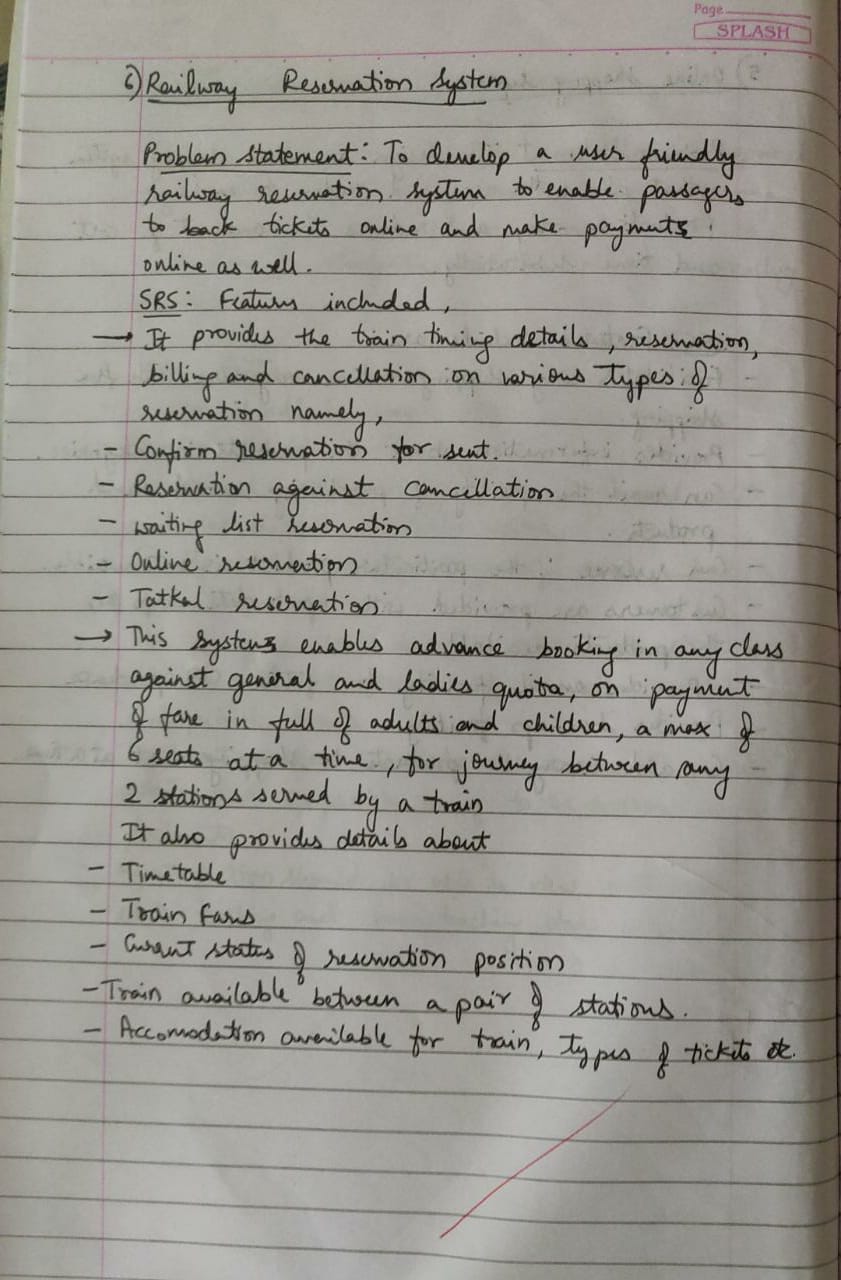 Page
SPLASH
6) Railway Reservation System
Problem statement: To develop a user friendly
railway reservation system to enable passagers
to back tickets online and make payments
online as well.
SRS: Features included,
→ It provides the train timing details, reservation,
billing and cancellation on various types of
reservation namely,
- Confirm reservation for seat.
- Reservation against cancellation
- waiting list reservation
- Online reservation
- Tatkal reservation
→ This system enables advance booking in any class
against general and ladies quota, on payment
of fare in full of adults and children, a max of
6 seats at a time, for journey between any
2 stations served by a train
It also provides details about
- Timetable
- Train Fares
- Current status of reservation position
- Train available between a pair of stations.
- Accomodation available for train, types of tickets etc.